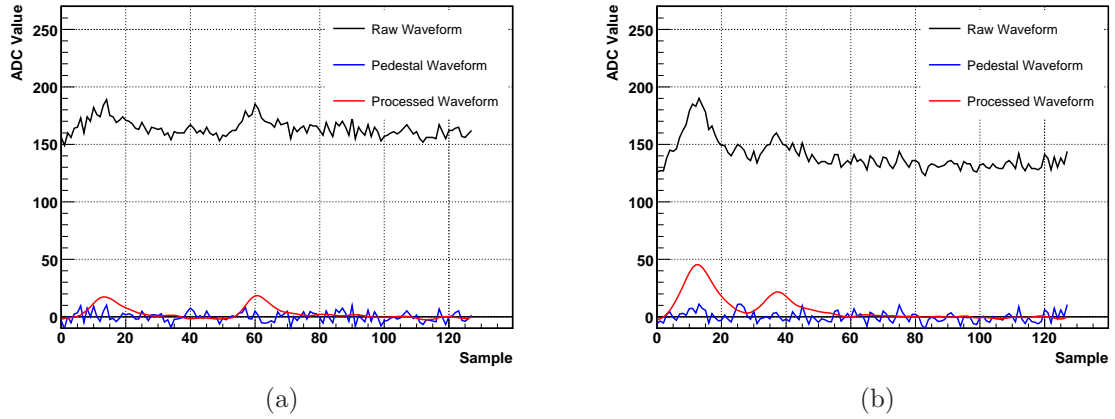 ADC Value
250
200
150
100
50
0
0 20 40 60 80 100 120
Sample
Raw Waveform
Pedestal Waveform
Processed Waveform
(a)
ADC Value
250
200
150
100
50
0
0 20 40 60 80 100 120
Sample
Raw Waveform
Pedestal Waveform
Processed Waveform
(b)